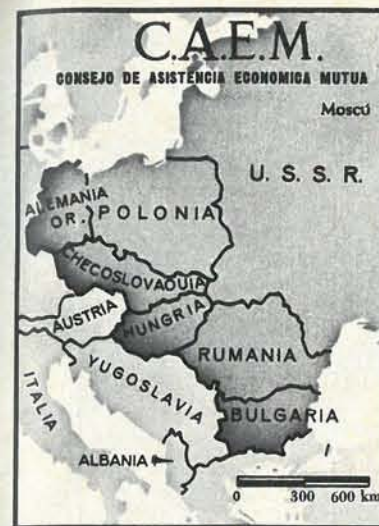 C.A.E.M.
CONSEJO DE ASISTENCIA ECONOMICA MUTUA
Moscú
U. S. S. R.
ALEMANIA
OR.
POLONIA
CHECOSLOVAQUIA
AUSTRIA
HUNGRIA
RUMANIA
YUGOSLAVIA
ITALIA
BULGARIA
ALBANIA
0 300 600 km